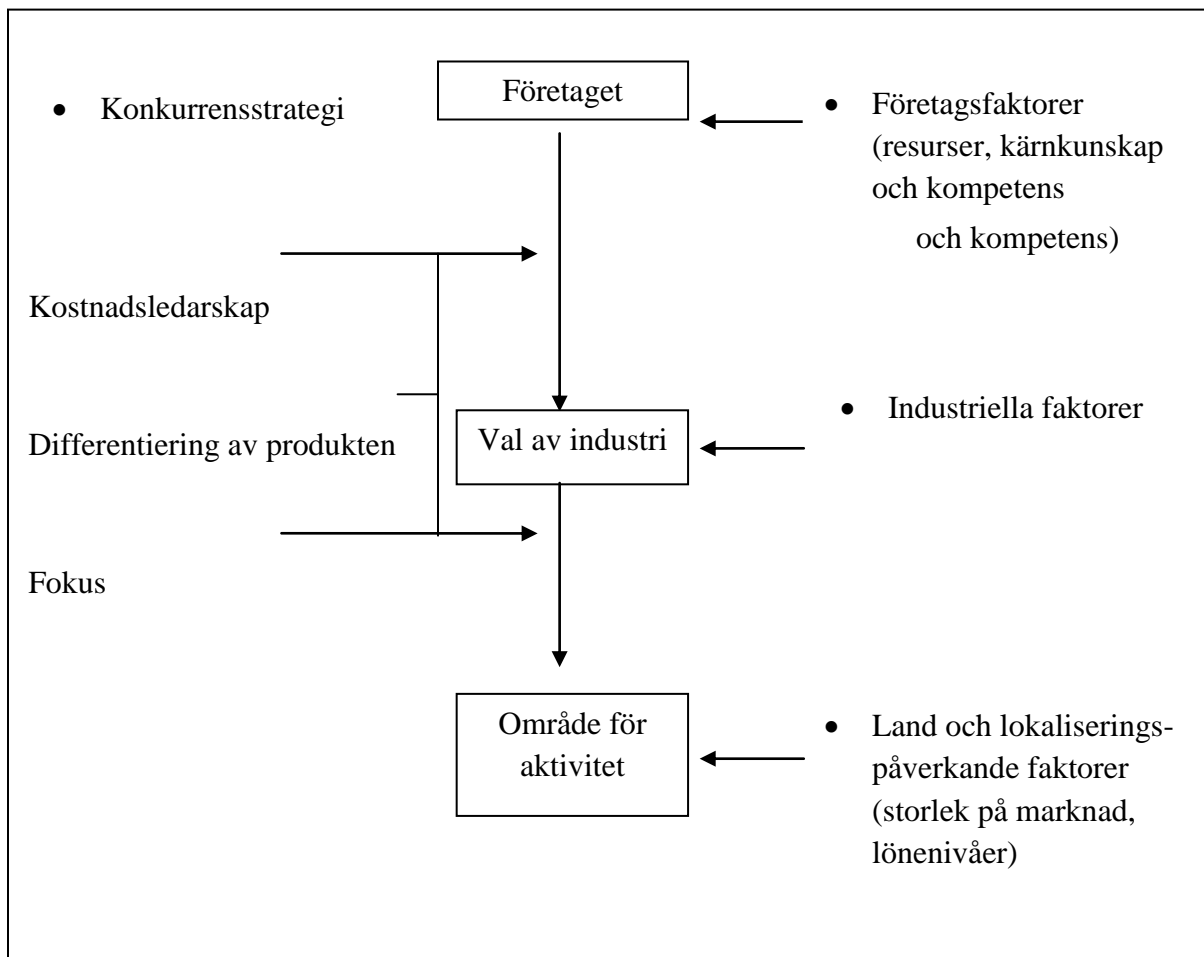 Företaget
• Konkurrensstrategi
• Företagsfaktorer
(resurser, kärnkunskap
och kompetens
och kompetens)
Kostnadsledarskap
Differentiering av produkten
Fokus
Val av industri
• Industriella faktorer
Område för
aktivitet
• Land och lokaliserings-
påverkande faktorer
(storlek på marknad,
lönenivåer)